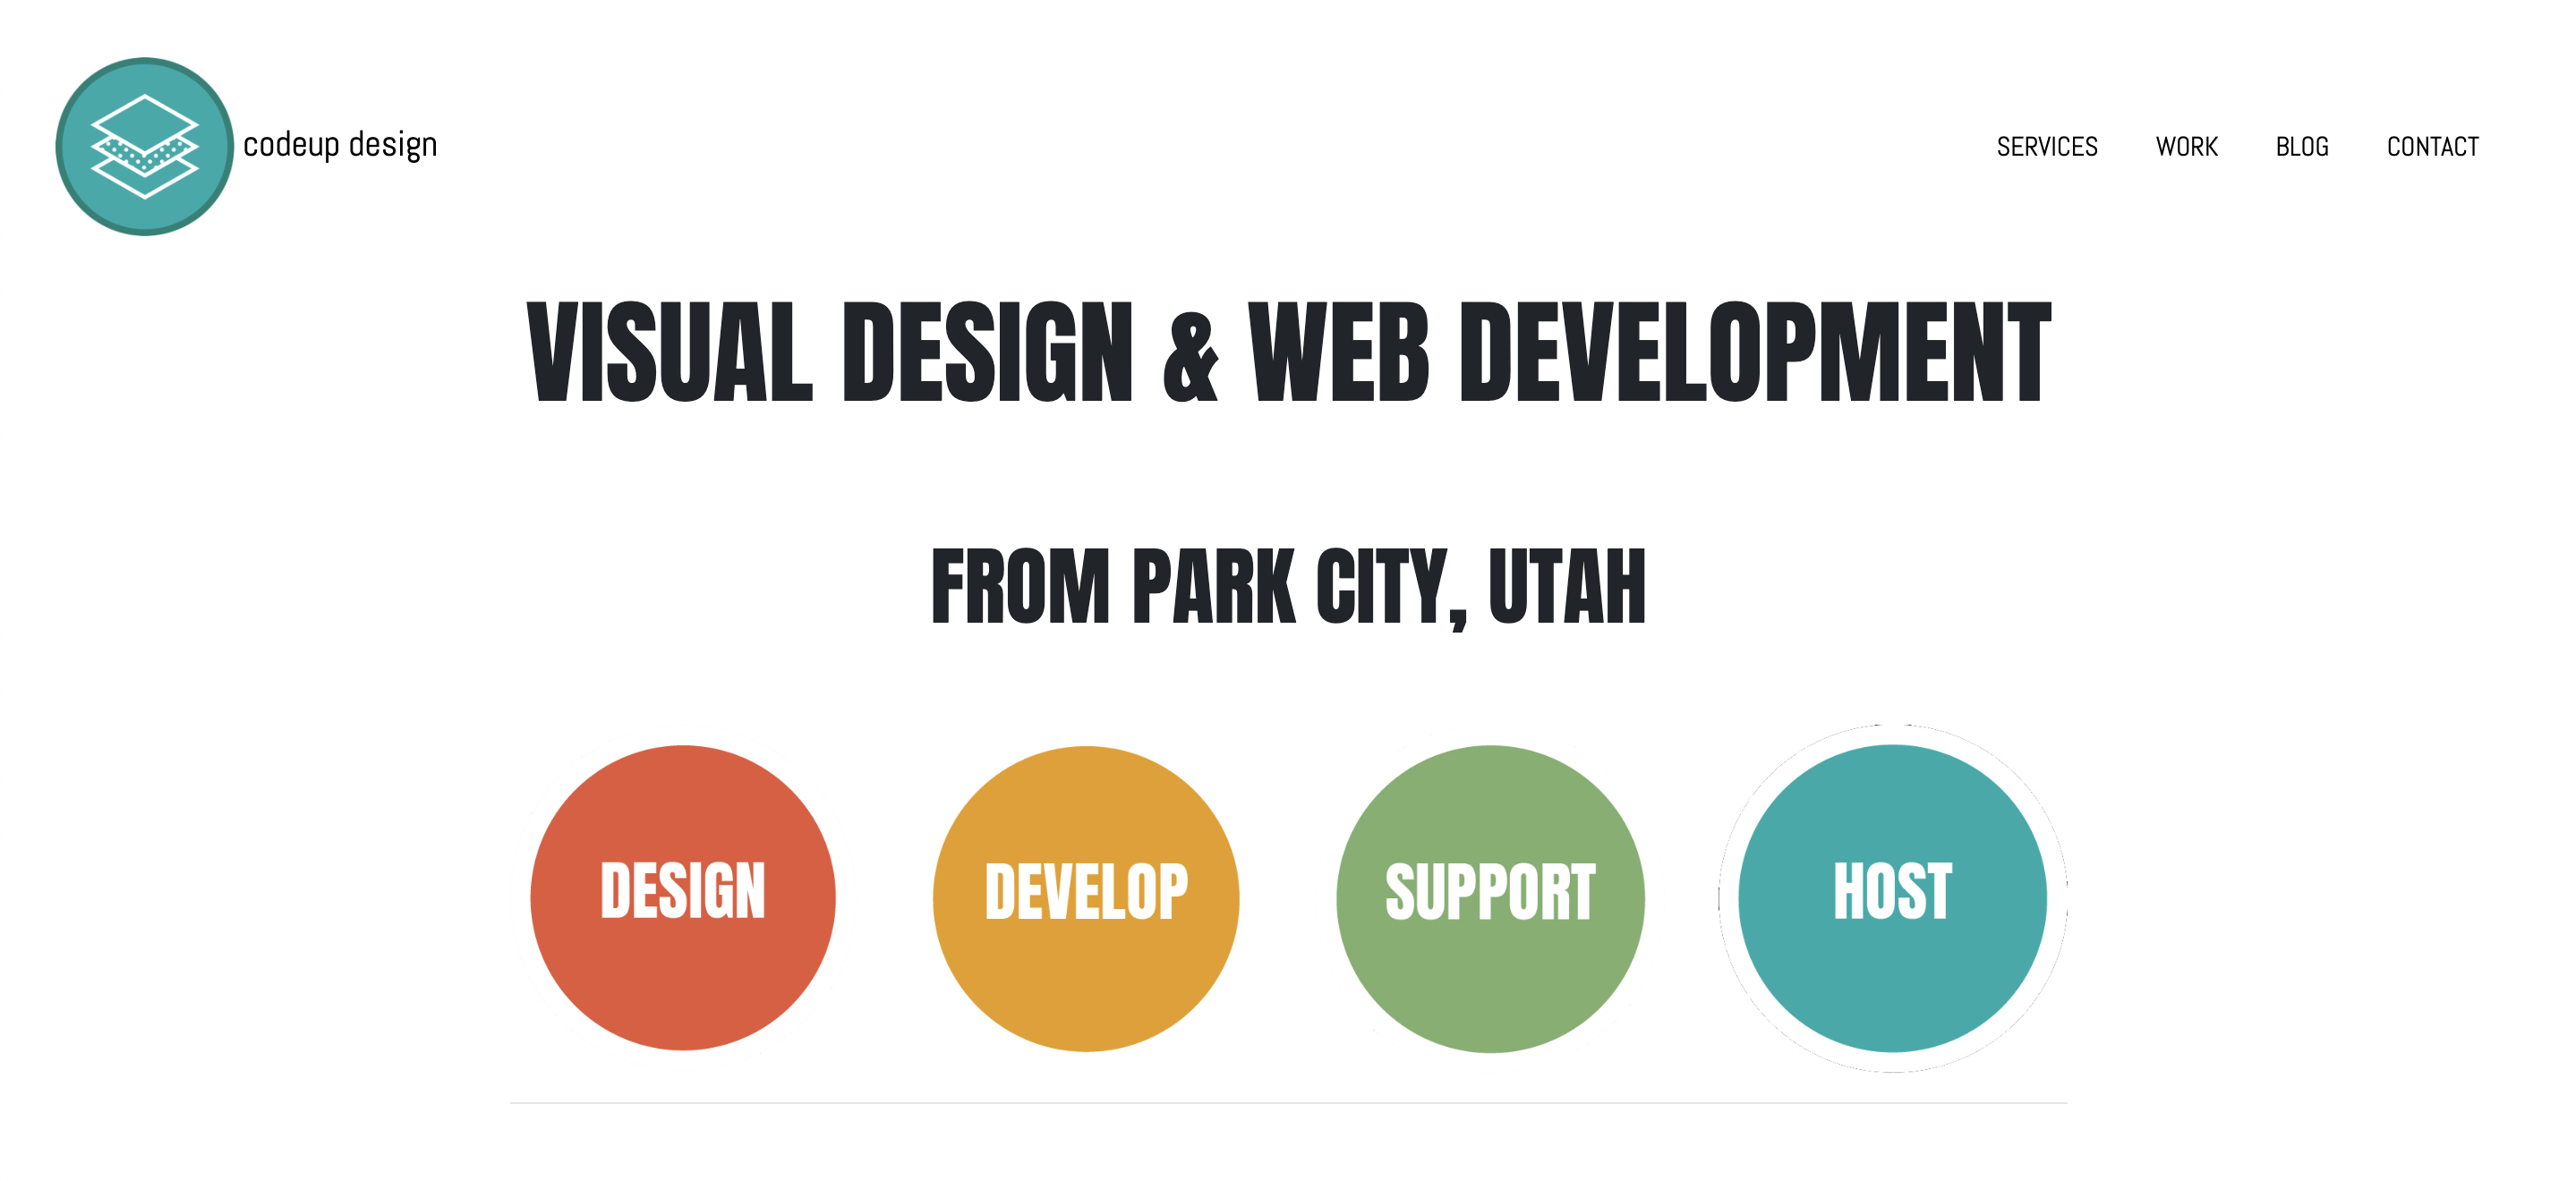 codeup design
SERVICES WORK BLOG CONTACT
VISUAL DESIGN & WEB DEVELOPMENT
FROM PARK CITY, UTAH
DESIGN DEVELOP SUPPORT HOST